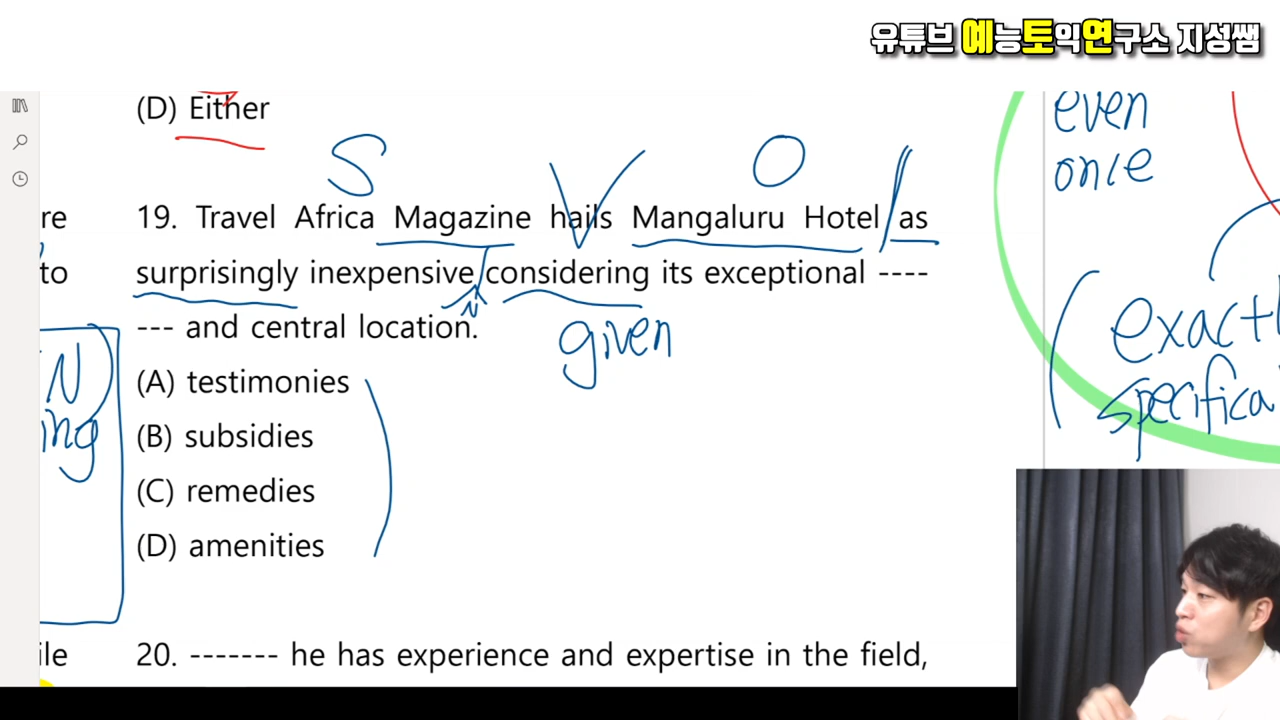 유튜브 예능토익연구소 지성쌤
(D) Either
even
once
S V O
re
19. Travel Africa Magazine hails Mangaluru Hotel as
to
surprisingly inexpensive considering its exceptional ----
N
--- and central location.
given
N
ing
(A) testimonies
(B) subsidies
(C) remedies
(D) amenities
exact
specifica
ile
20. ------- he has experience and expertise in the field,